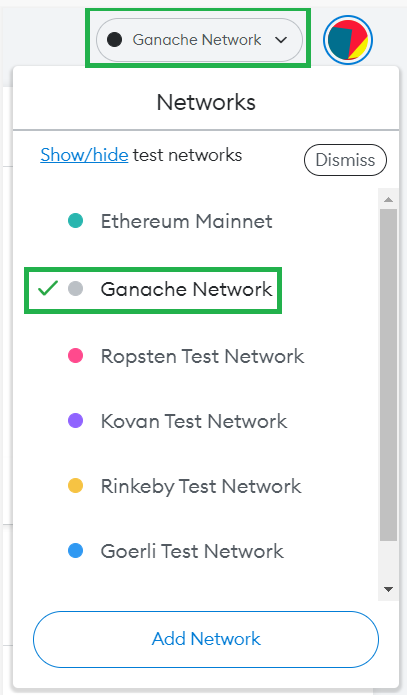 Ganache Network
Networks
Show/hide test networks
Dismiss
Ethereum Mainnet
Ganache Network
Ropsten Test Network
Kovan Test Network
Rinkeby Test Network
Goerli Test Network
Add Network